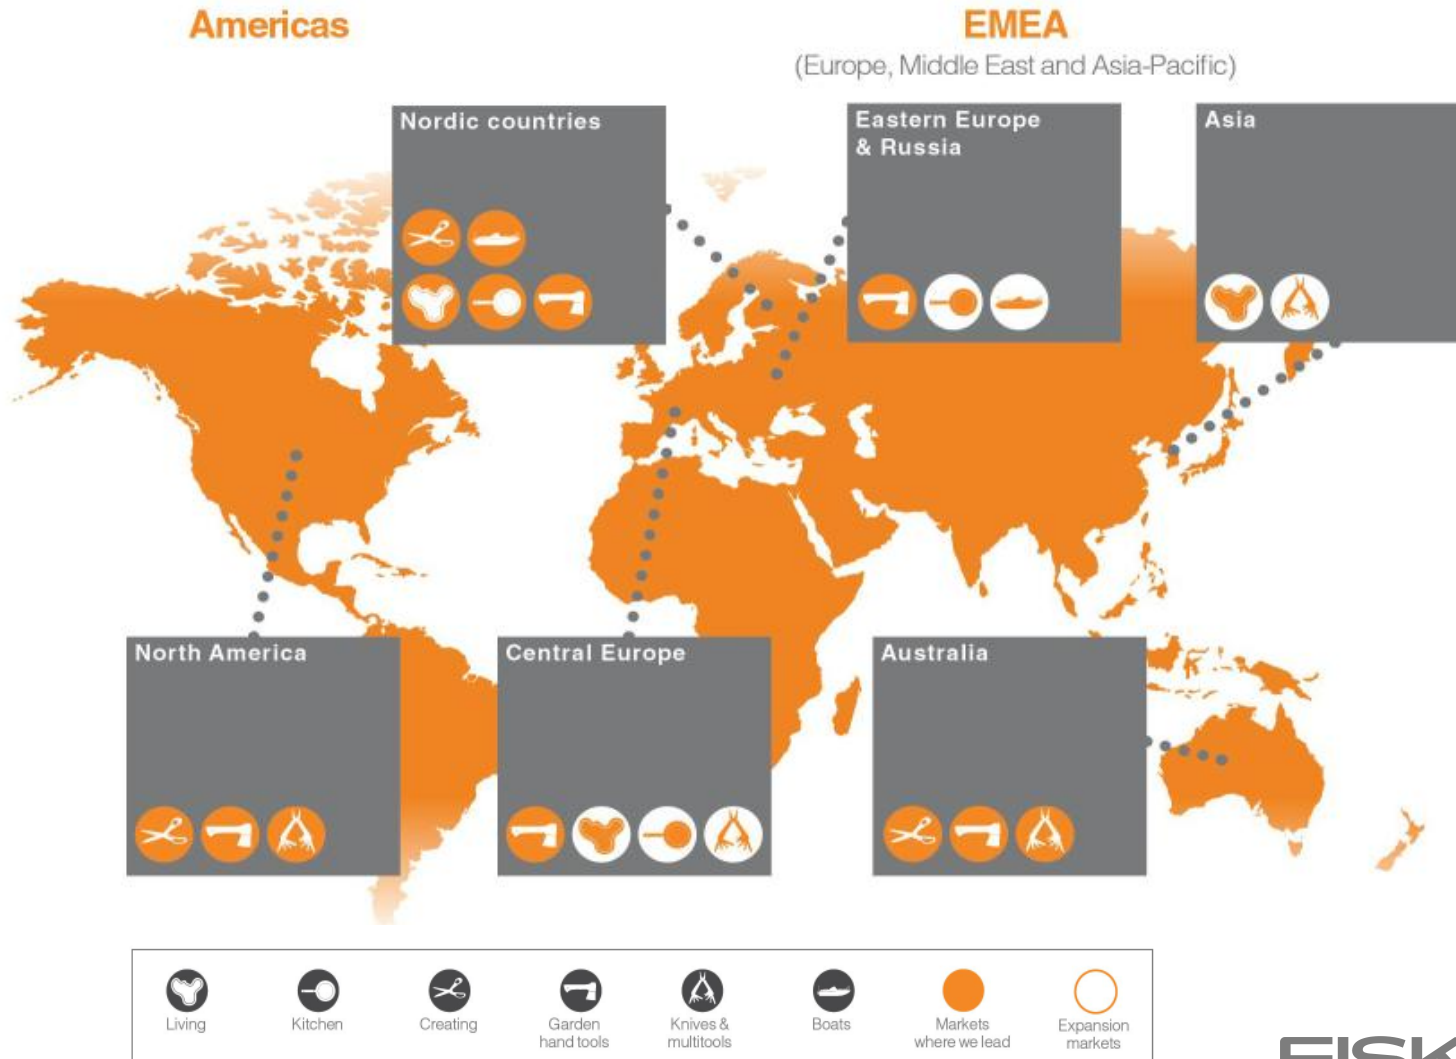 Americas
EMEA
(Europe, Middle East and Asia-Pacific)
Nordic countries
Eastern Europe
& Russia
Asia
North America
Central Europe
Australia
Living
Kitchen
Creating
Garden
hand tools
Knives &
multitools
Boats
Markets
where we lead
Expansion
markets